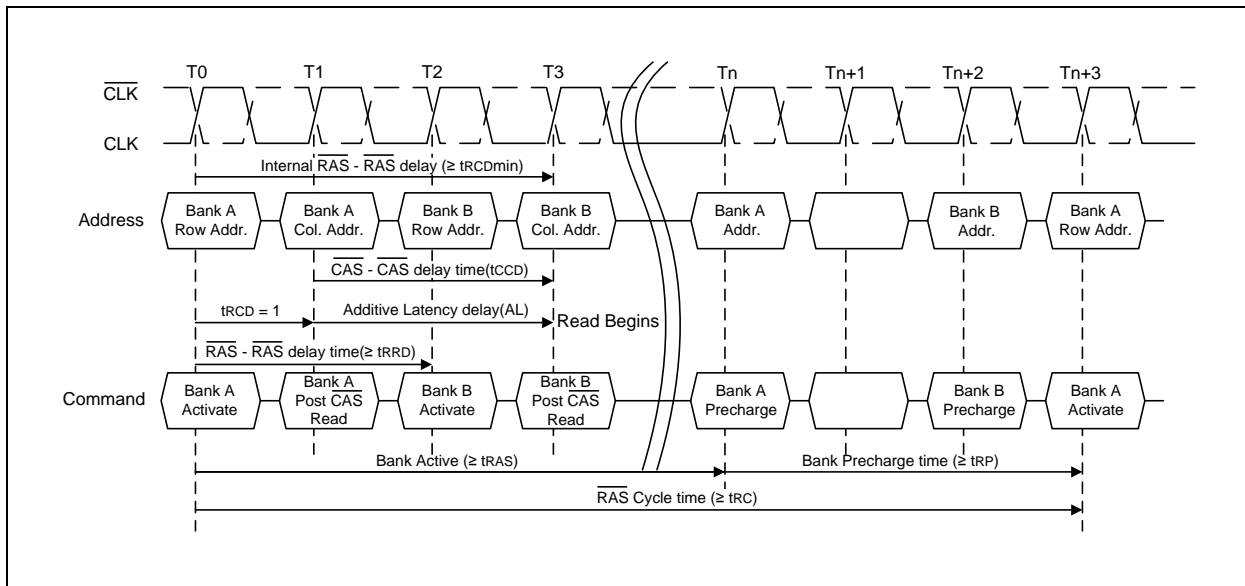 T0 T1 T2 T3 Tn Tn+1 Tn+2 Tn+3
CLK
CLK
Internal RAS - RAS delay (≥ tRCDmin)
Address
Bank A Row Addr.
Bank A Col. Addr.
Bank B Row Addr.
Bank B Col. Addr.
Bank A Addr.
Bank B Addr.
Bank A Row Addr.
CAS - CAS delay time(tCCD)
tRCD = 1
Additive Latency delay(AL)
Read Begins
RAS - RAS delay time(≥ tRRD)
Command
Bank A Activate
Bank A Post CAS Read
Bank B Activate
Bank B Post CAS Read
Bank A Precharge
Bank B Precharge
Bank A Activate
Bank Active (≥ tRAS)
Bank Precharge time (≥ tRP)
RAS Cycle time (≥ tRC)